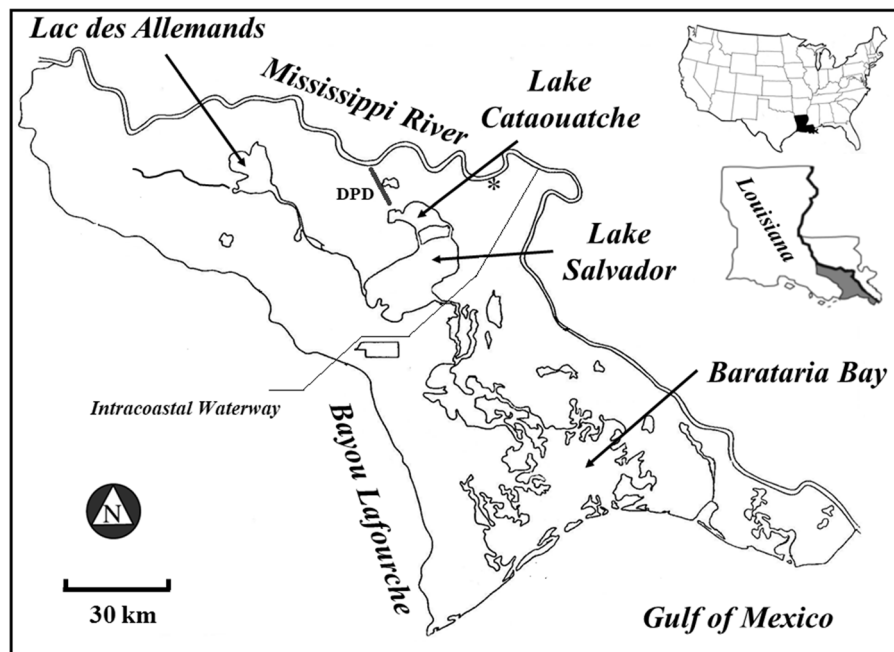 Lac des Allemands
Mississippi River
Lake
Cataouatche
DPD
*
Lake
Salvador
Louisiana
Barataria Bay
Intracoastal Waterway
Bayou Lafourche
N
30 km
Gulf of Mexico